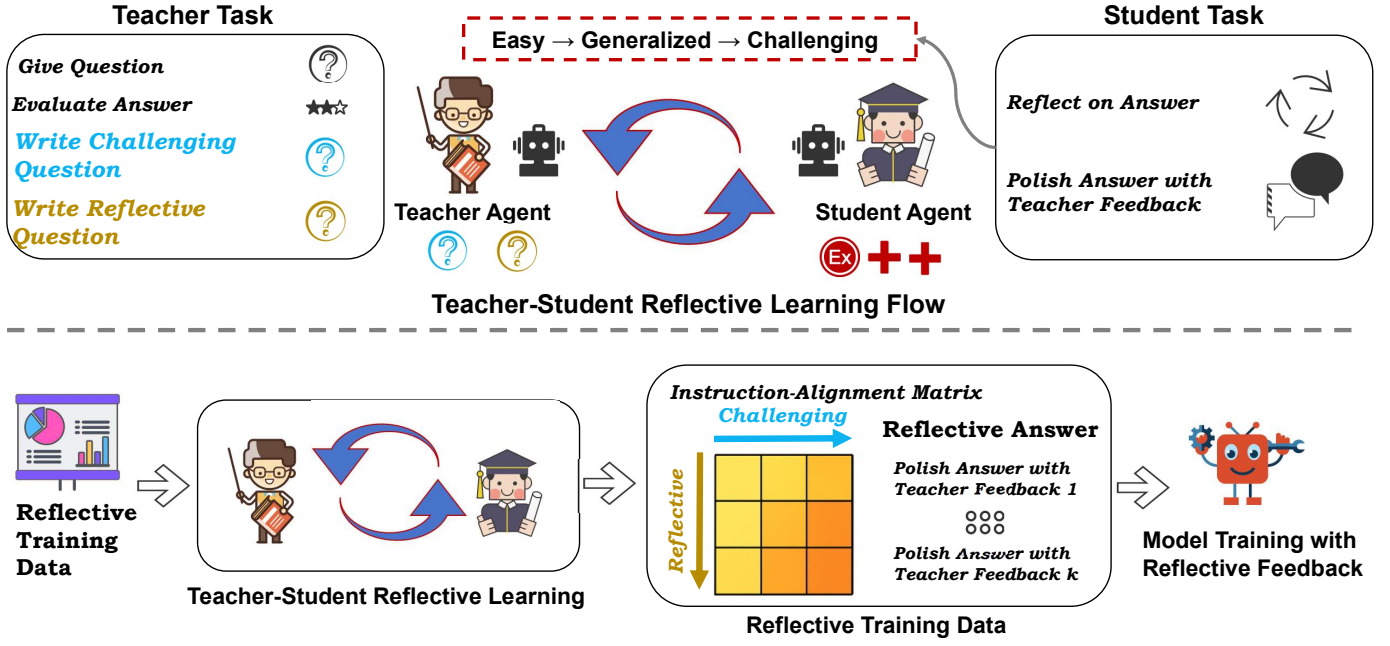 Teacher Task
Give Question
Evaluate Answer
Write Challenging
Question
Write Reflective
Question
Easy → Generalized → Challenging
Teacher Agent
Student Agent
Ex
Student Task
Reflect on Answer
Polish Answer with
Teacher Feedback
Teacher-Student Reflective Learning Flow
Reflective
Training
Data
Teacher-Student Reflective Learning
Instruction-Alignment Matrix
Challenging
Reflective
Reflective Answer
Polish Answer with
Teacher Feedback 1
Polish Answer with
Teacher Feedback k
Reflective Training Data
Model Training with
Reflective Feedback